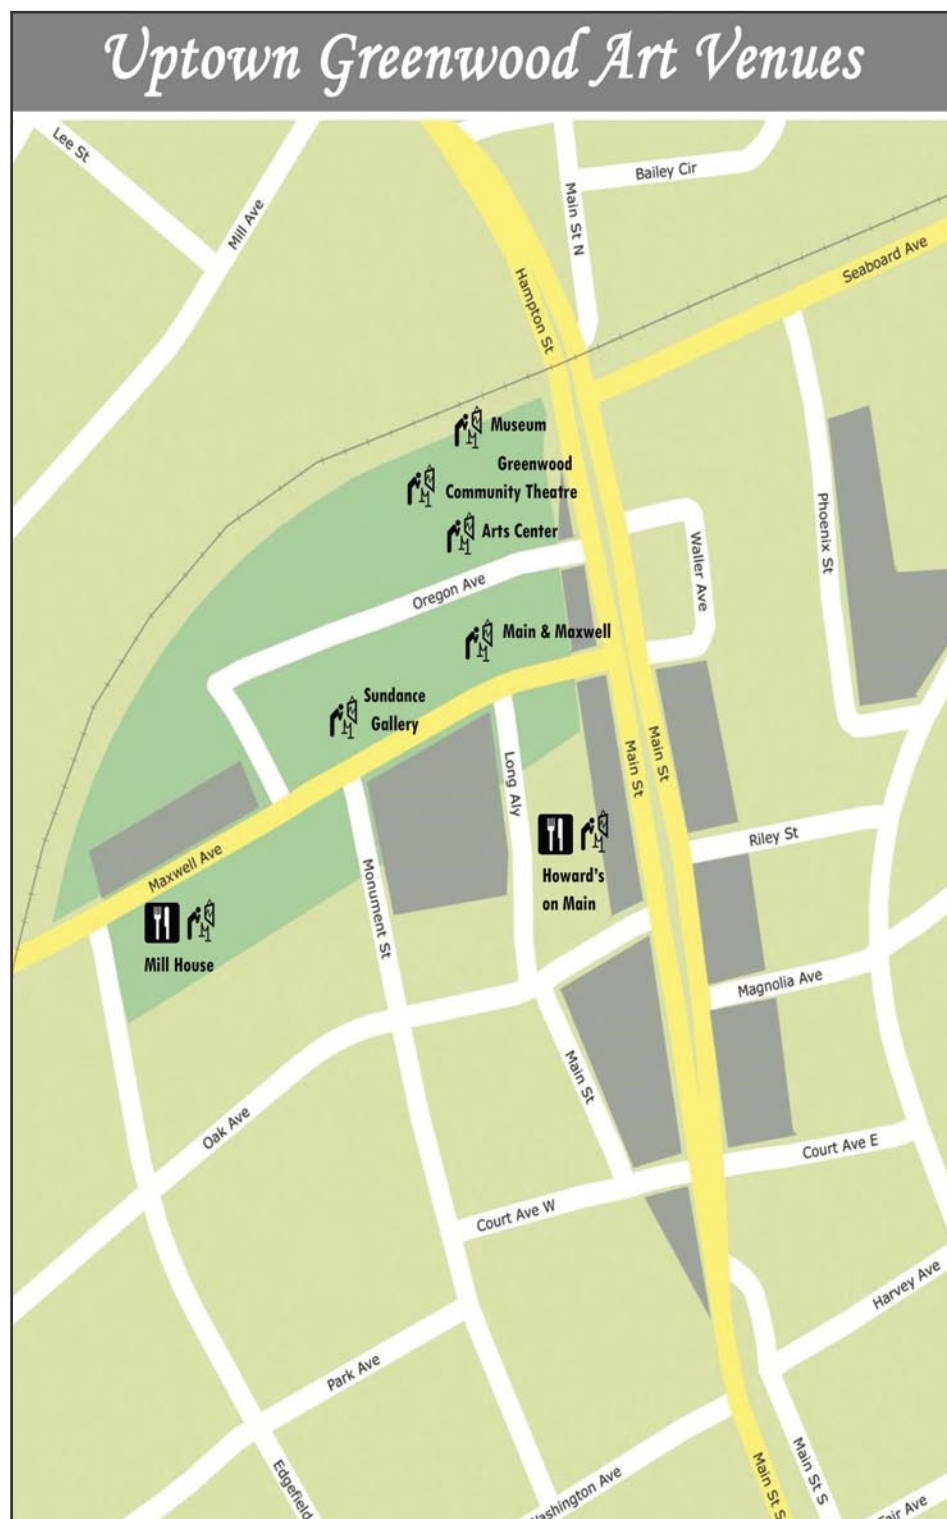 Uptown Greenwood Art Venues
Lee St
Mill Ave
Bailey Cir
Main St N
Seaboard Ave
Hampton St
Museum
Greenwood
Community Theatre
Arts Center
Phoenix St
Waller Ave
Oregon Ave
Main & Maxwell
Sundance
Gallery
Main St
Main St
Long Aly
Riley St
Maxwell Ave
Monument St
Howard's
on Main
Mill House
Magnolia Ave
Main St
Oak Ave
Court Ave E
Court Ave W
Harvey Ave
Park Ave
Edgefield
Washington Ave
Main St S
Main St S
Fair Ave